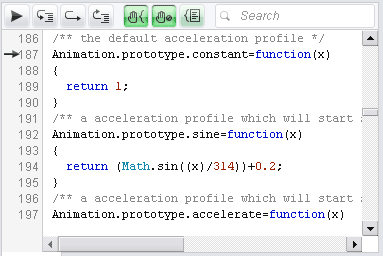 Search
186 /** the default acceleration profile */
187 Animation.prototype.constant=function(x)
188 {
189 return 1;
190 }
191 /** a acceleration profile which will start
192 Animation.prototype.sine=function(x)
193 {
194 return (Math.sin((x)/314))+0.2;
195 }
196 /** a acceleration profile which will start
197 Animation.prototype.accelerate=function(x)